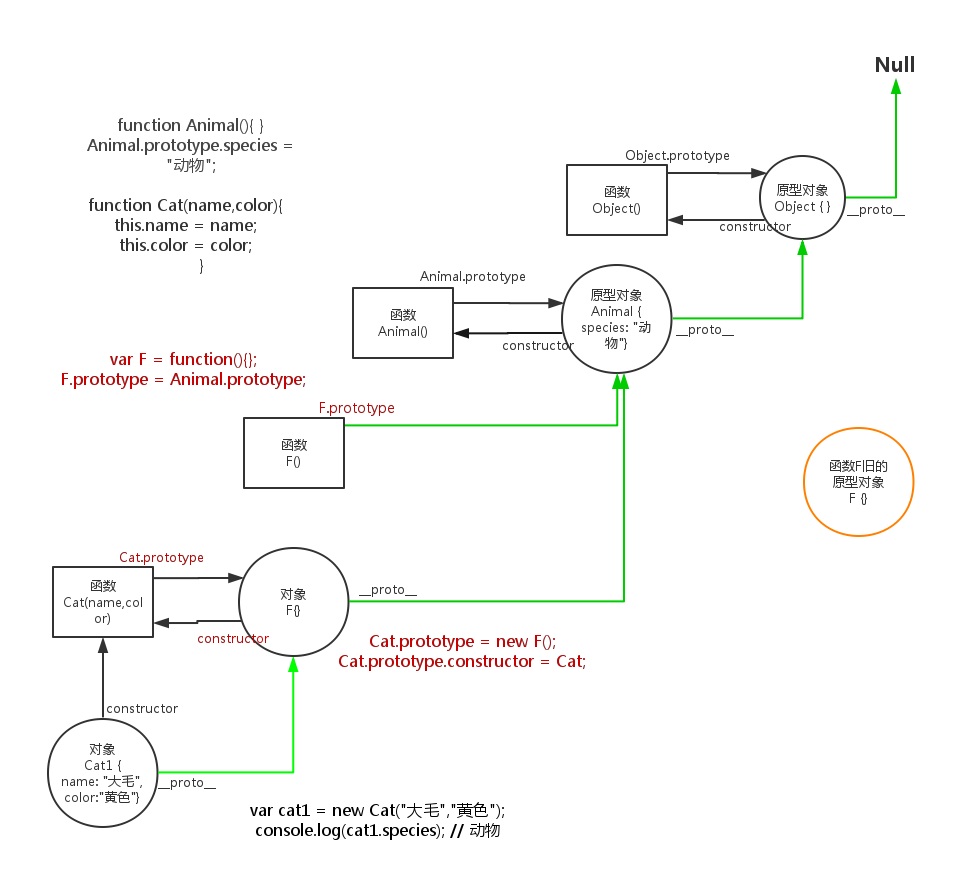 Null
function Animal(){ }
Animal.prototype.species =
"动物";
function Cat(name,color){
this.name = name;
this.color = color;
}
Object.prototype
函数
Object()
原型对象
Object { }
__proto__
constructor
Animal.prototype
函数
Animal()
原型对象
Animal {
species: "动
物"}
__proto__
constructor
var F = function(){};
F.prototype = Animal.prototype;
F.prototype
函数
F()
函数F旧的
原型对象
F {}
Cat.prototype
函数
Cat(name,col
or)
对象
F{}
__proto__
constructor
Cat.prototype = new F();
Cat.prototype.constructor = Cat;
constructor
对象
Cat1 {
name: "大毛",
color:"黄色"}
__proto__
var cat1 = new Cat("大毛","黄色");
console.log(cat1.species); // 动物